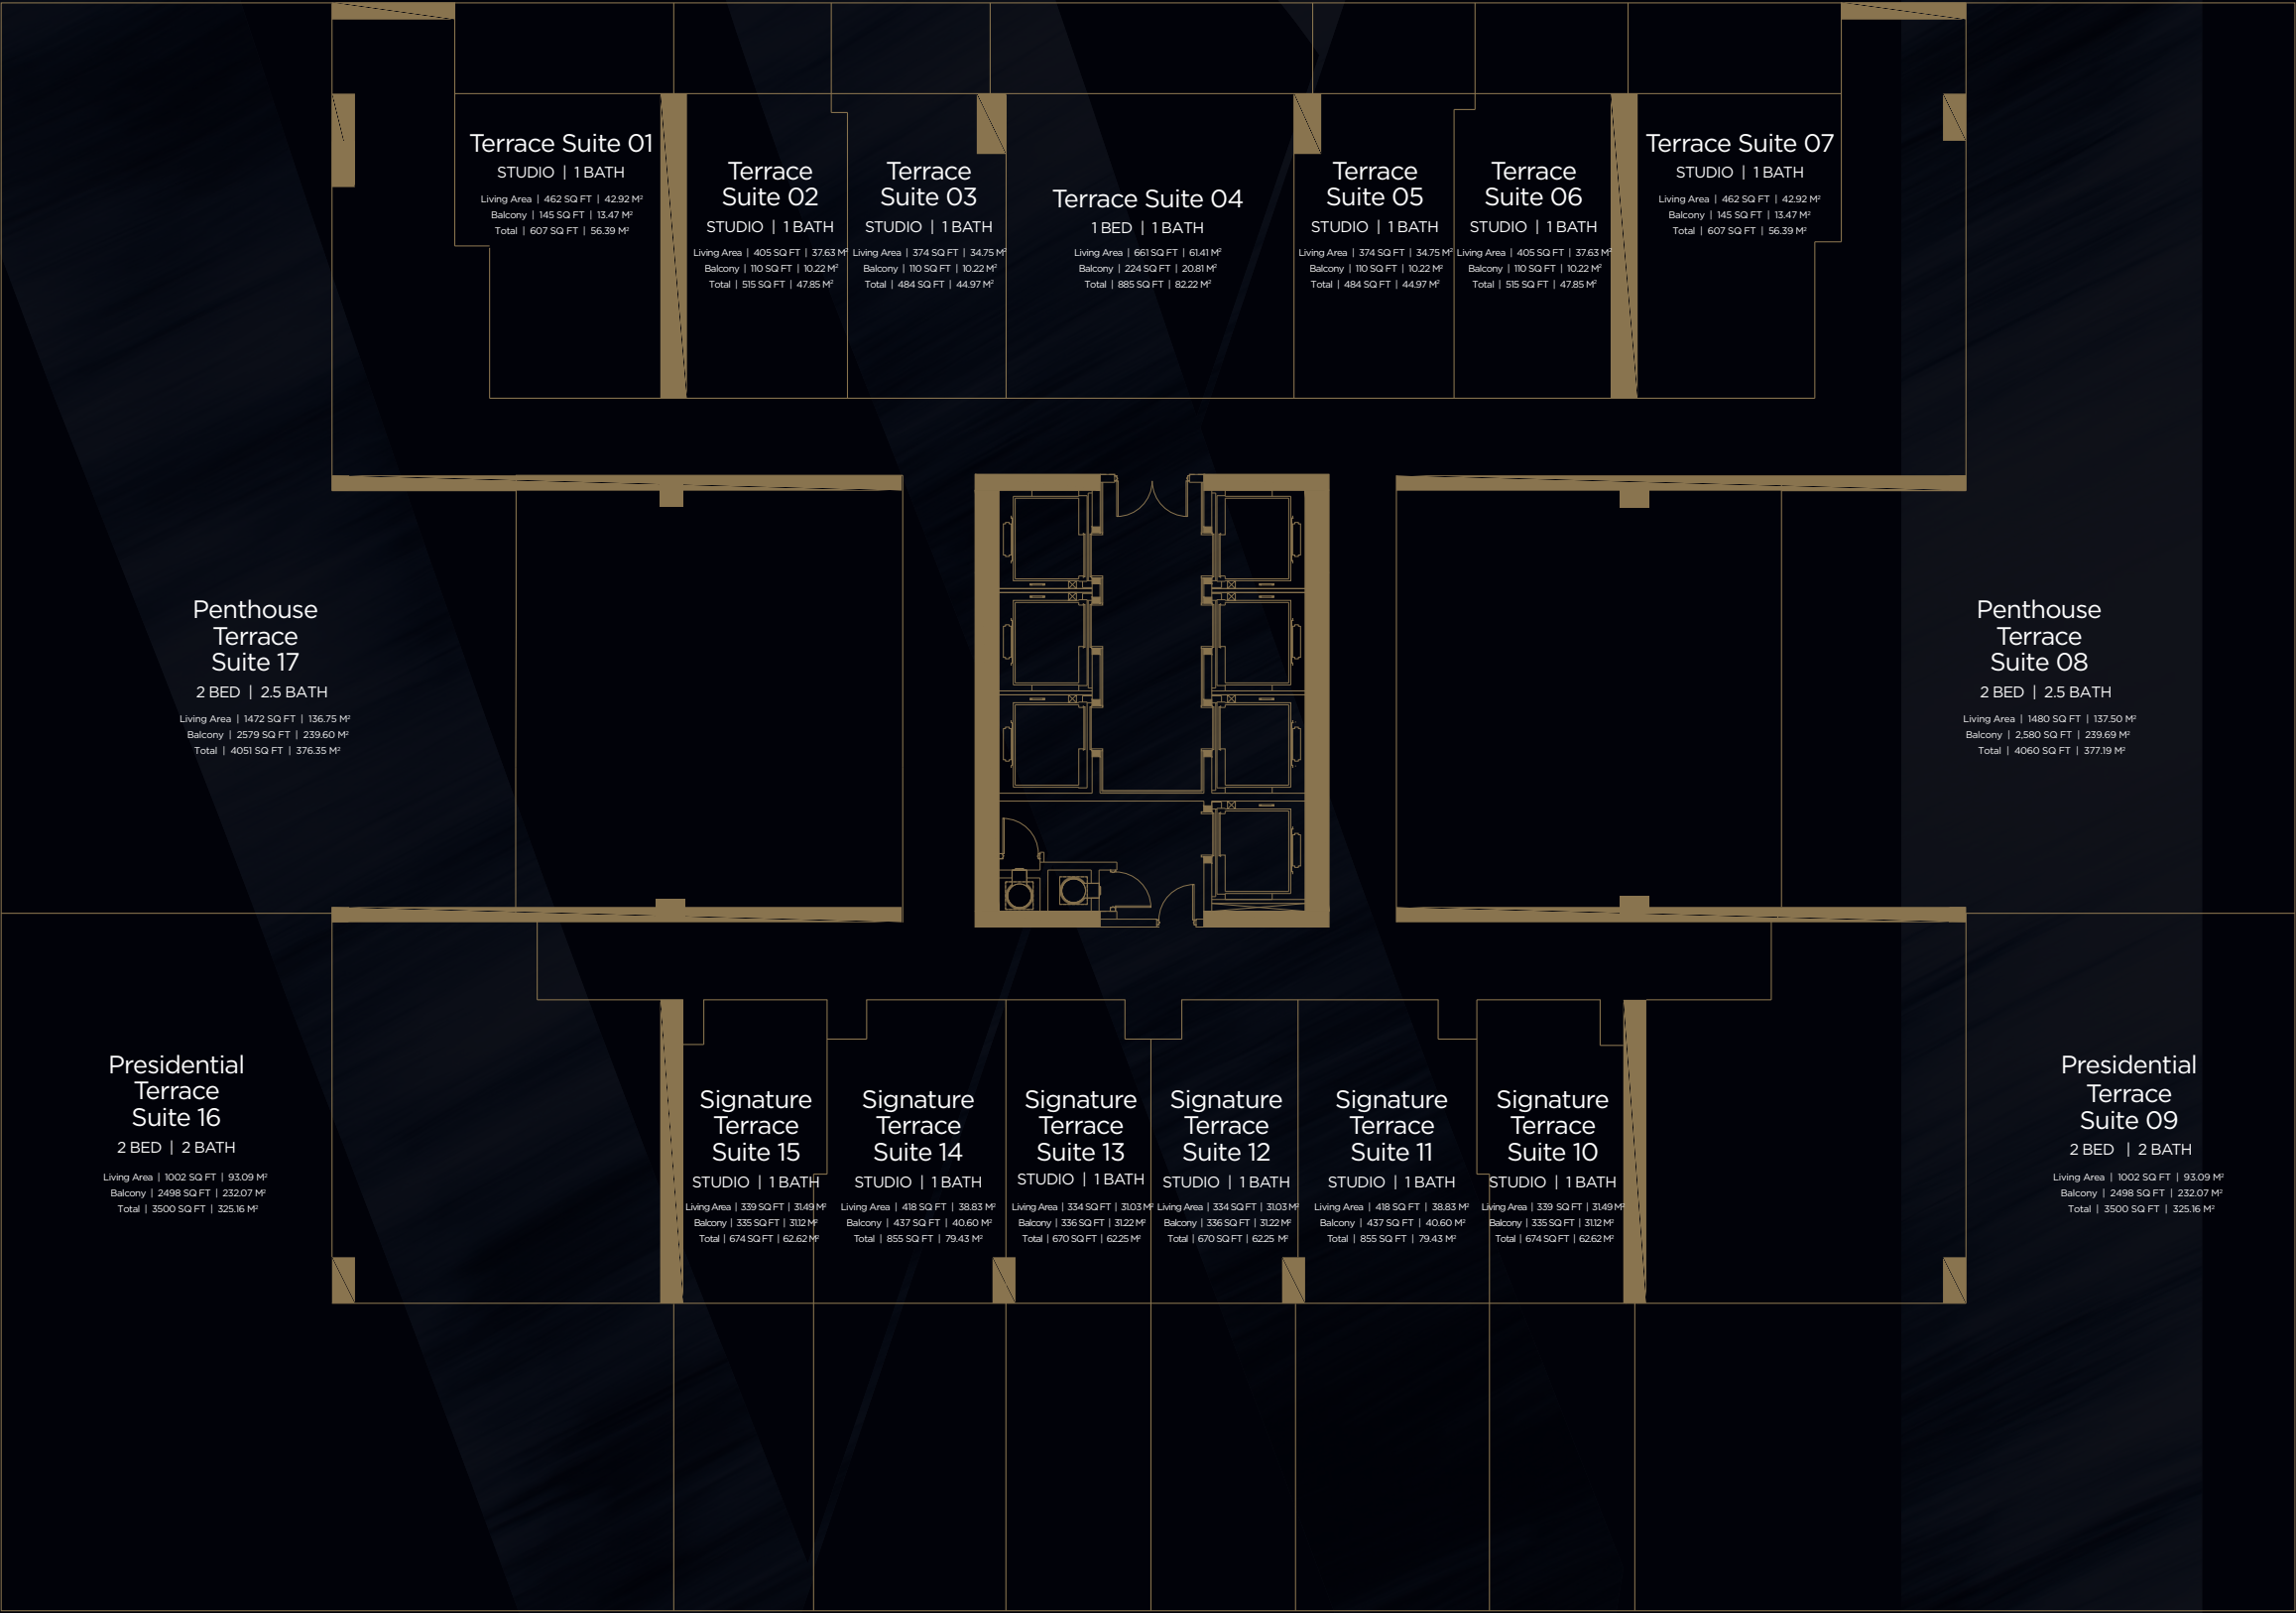 Terrace Suite 01
STUDIO | 1 BATH
Living Area | 462 SQ FT | 42.92 M²
Balcony | 145 SQ FT | 13.47 M²
Total | 607 SQ FT | 56.39 M²
Terrace
Suite 02
STUDIO | 1 BATH
Living Area | 405 SQ FT | 37.63 M²
Balcony | 110 SQ FT | 10.22 M²
Total | 515 SQ FT | 47.85 M²
Terrace
Suite 03
STUDIO | 1 BATH
Living Area | 374 SQ FT | 34.75 M²
Balcony | 110 SQ FT | 10.22 M²
Total | 484 SQ FT | 44.97 M²
Terrace Suite 04
1 BED | 1 BATH
Living Area | 661 SQ FT | 61.41 M²
Balcony | 224 SQ FT | 20.81 M²
Total | 885 SQ FT | 82.22 M²
Terrace
Suite 05
STUDIO | 1 BATH
Living Area | 374 SQ FT | 34.75 M²
Balcony | 110 SQ FT | 10.22 M²
Total | 484 SQ FT | 44.97 M²
Terrace
Suite 06
STUDIO | 1 BATH
Living Area | 405 SQ FT | 37.63 M²
Balcony | 110 SQ FT | 10.22 M²
Total | 515 SQ FT | 47.85 M²
Terrace Suite 07
STUDIO | 1 BATH
Living Area | 462 SQ FT | 42.92 M²
Balcony | 145 SQ FT | 13.47 M²
Total | 607 SQ FT | 56.39 M²
Penthouse
Terrace
Suite 17
2 BED | 2.5 BATH
Living Area | 1472 SQ FT | 136.75 M²
Balcony | 2579 SQ FT | 239.60 M²
Total | 4051 SQ FT | 376.35 M²
Penthouse
Terrace
Suite 08
2 BED | 2.5 BATH
Living Area | 1480 SQ FT | 137.50 M²
Balcony | 2,580 SQ FT | 239.69 M²
Total | 4060 SQ FT | 377.19 M²
Presidential
Terrace
Suite 16
2 BED | 2 BATH
Living Area | 1002 SQ FT | 93.09 M²
Balcony | 2498 SQ FT | 232.07 M²
Total | 3500 SQ FT | 325.16 M²
Signature
Terrace
Suite 15
STUDIO | 1 BATH
Living Area | 339 SQ FT | 31.49 M²
Balcony | 335 SQ FT | 31.12 M²
Total | 674 SQ FT | 62.62 M²
Signature
Terrace
Suite 14
STUDIO | 1 BATH
Living Area | 418 SQ FT | 38.83 M²
Balcony | 437 SQ FT | 40.60 M²
Total | 855 SQ FT | 79.43 M²
Signature
Terrace
Suite 13
STUDIO | 1 BATH
Living Area | 334 SQ FT | 31.03 M²
Balcony | 336 SQ FT | 31.22 M²
Total | 670 SQ FT | 62.25 M²
Signature
Terrace
Suite 12
STUDIO | 1 BATH
Living Area | 334 SQ FT | 31.03 M²
Balcony | 336 SQ FT | 31.22 M²
Total | 670 SQ FT | 62.25 M²
Signature
Terrace
Suite 11
STUDIO | 1 BATH
Living Area | 418 SQ FT | 38.83 M²
Balcony | 437 SQ FT | 40.60 M²
Total | 855 SQ FT | 79.43 M²
Signature
Terrace
Suite 10
STUDIO | 1 BATH
Living Area | 339 SQ FT | 31.49 M²
Balcony | 335 SQ FT | 31.12 M²
Total | 674 SQ FT | 62.62 M²
Presidential
Terrace
Suite 09
2 BED | 2 BATH
Living Area | 1002 SQ FT | 93.09 M²
Balcony | 2498 SQ FT | 232.07 M²
Total | 3500 SQ FT | 325.16 M²